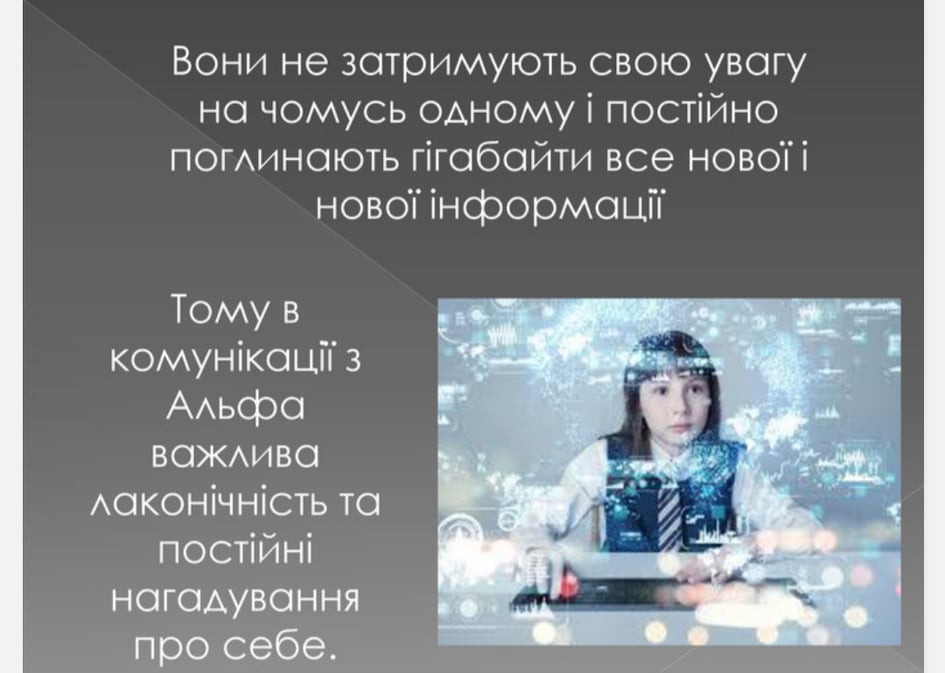 Вони не затримують свою увагу
на чомусь одному і постійно
поглинають гігабайти все нової і
нової інформації
Тому в
комунікації з
Альфа
важлива
лаконічність та
постійні
нагадування
про себе.